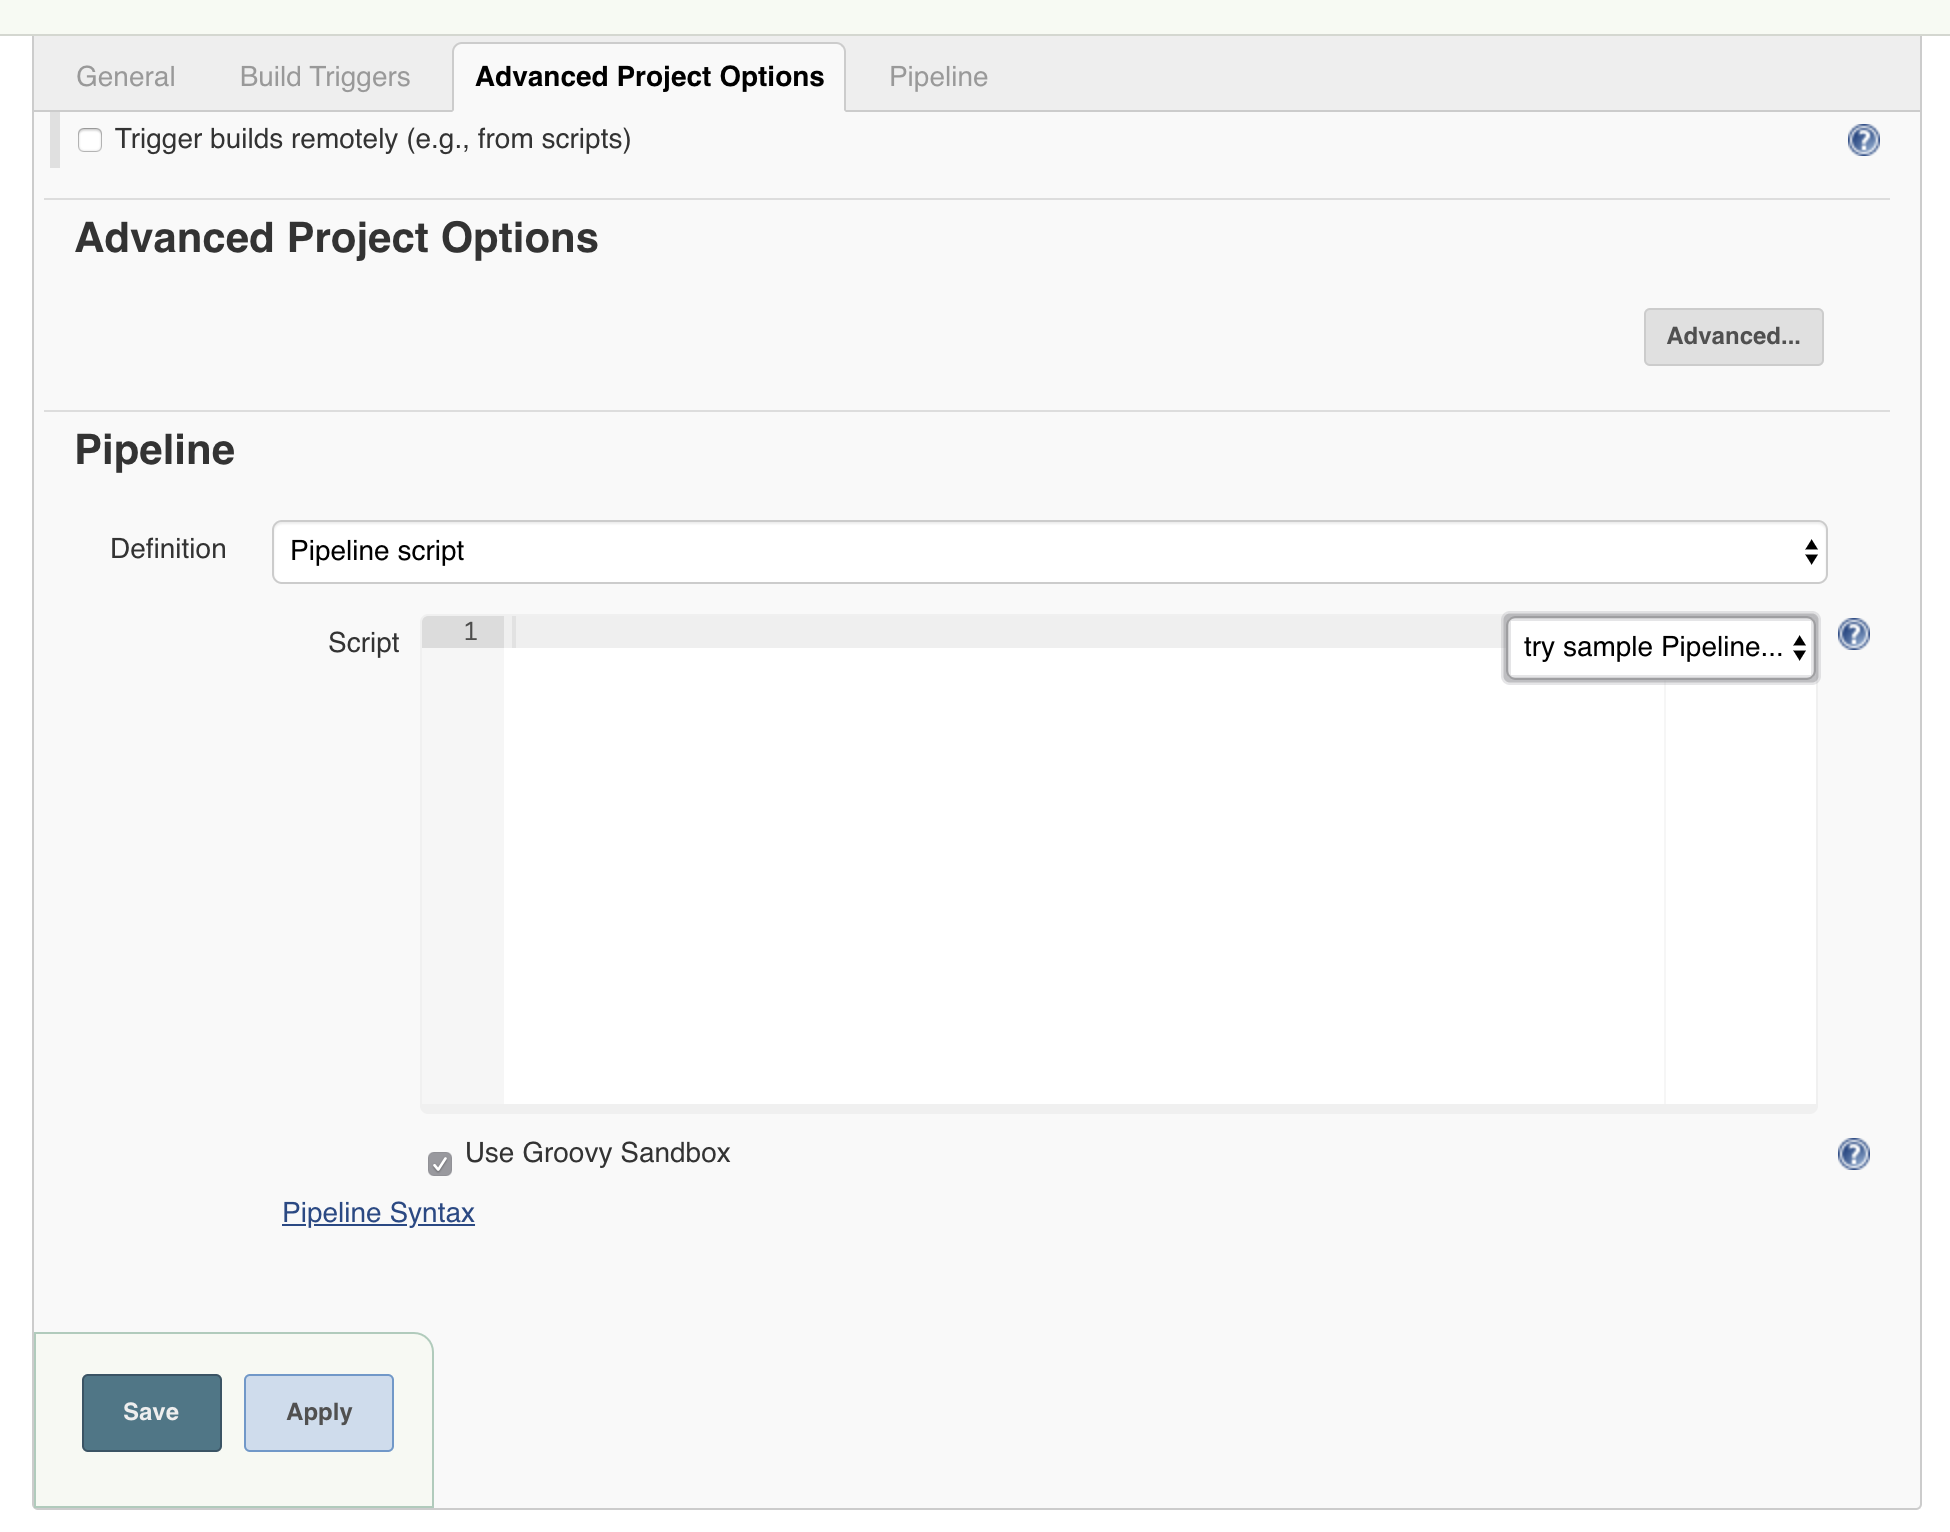 General Build Triggers Advanced Project Options Pipeline
Trigger builds remotely (e.g., from scripts)
Advanced Project Options
Advanced...
Pipeline
Definition Pipeline script
Script 1 try sample Pipeline...
Use Groovy Sandbox
Pipeline Syntax
Save Apply